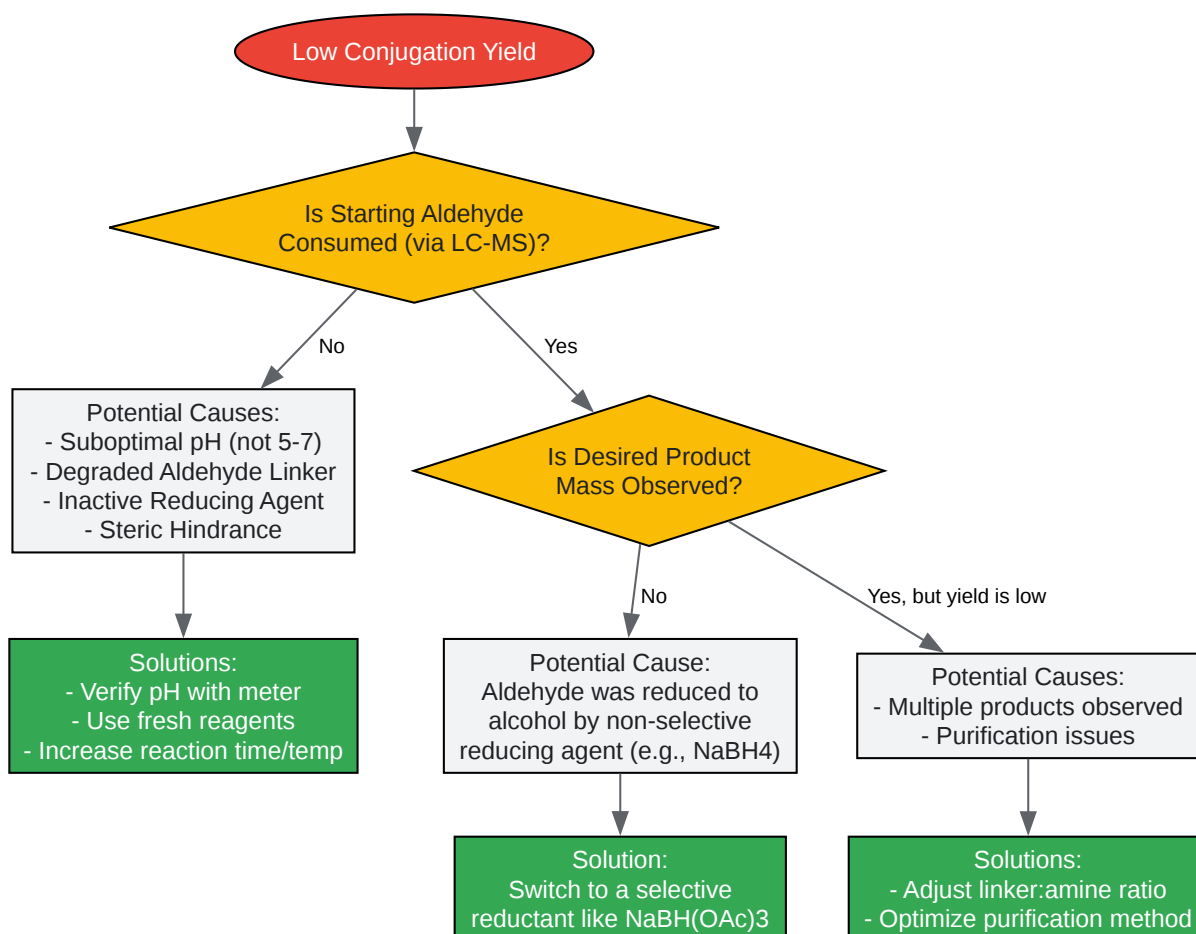 Low Conjugation Yield
Is Starting Aldehyde
Consumed (via LC-MS)?
No
Yes
Potential Causes:
- Suboptimal pH (not 5-7)
- Degraded Aldehyde Linker
- Inactive Reducing Agent
- Steric Hindrance
Is Desired Product
Mass Observed?
No
Yes, but yield is low
Solutions:
- Verify pH with meter
- Use fresh reagents
- Increase reaction time/temp
Potential Cause:
Aldehyde was reduced to
alcohol by non-selective
reducing agent (e.g., NaBH4)
Potential Causes:
- Multiple products observed
- Purification issues
Solution:
Switch to a selective
reductant like NaBH(OAc)3
Solutions:
- Adjust linker:amine ratio
- Optimize purification method